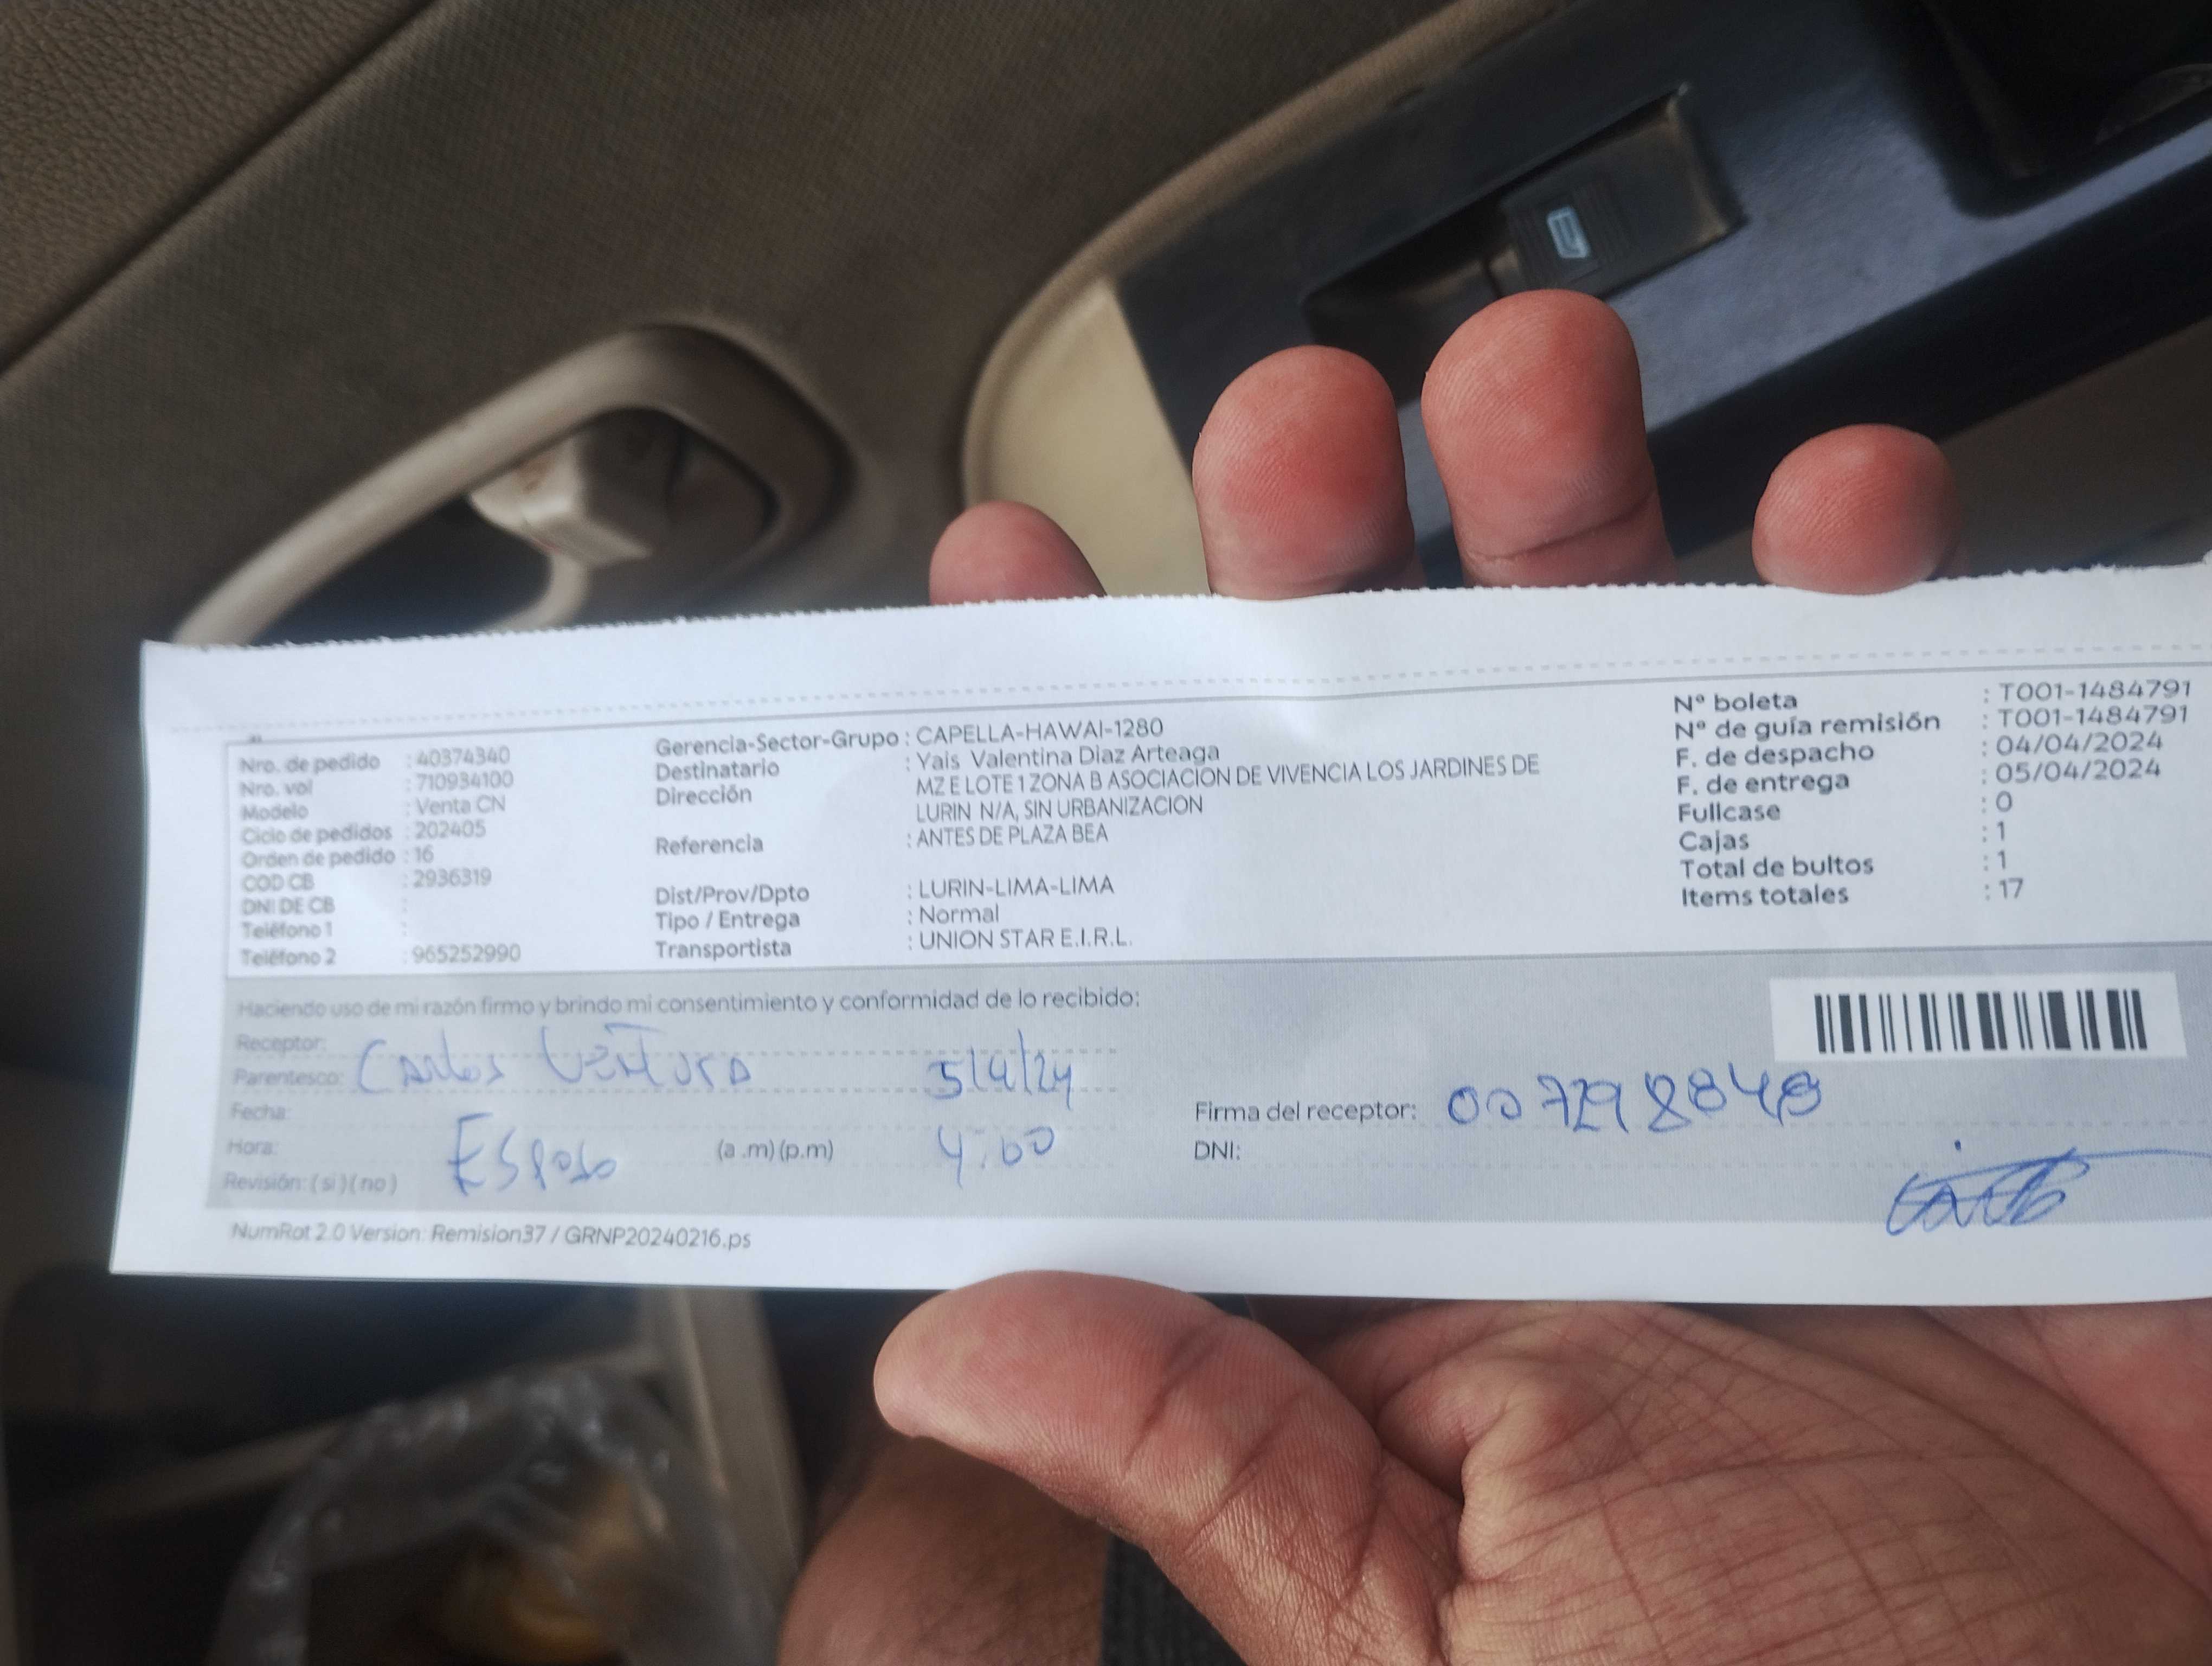 Nro. de pedido : 40374340
Nro. vol : 710934100
Modelo : Venta CN
Ciclo de pedidos : 202405
Orden de pedido : 16
COD CB : 2936319
DNI DE CB :
Teléfono 1 :
Teléfono 2 : 965252990
Gerencia-Sector-Grupo : CAPELLA-HAWAI-1280
Destinatario : Yais Valentina Diaz Arteaga
Dirección MZ E LOTE 1 ZONA B ASOCIACION DE VIVENCIA LOS JARDINES DE
LURIN N/A, SIN URBANIZACION
Referencia : ANTES DE PLAZA BEA
Dist/Prov/Dpto : LURIN-LIMA-LIMA
Tipo / Entrega : Normal
Transportista : UNION STAR E.I.R.L.
Nº boleta : T001-1484791
Nº de guía remisión : T001-1484791
F. de despacho : 04/04/2024
F. de entrega : 05/04/2024
Fullcase : 0
Cajas : 1
Total de bultos : 1
Items totales : 17
Haciendo uso de mi razón firmo y brindo mi consentimiento y conformidad de lo recibido:
Receptor:
Parentesco: Carlos Ventura 5/4/24
Fecha:
Hora: Esposo (a .m) (p.m) 4:00
Revisión: ( si ) ( no )
Firma del receptor: 007298848
DNI:
NumRot 2.0 Version: Remision37 / GRNP20240216.ps